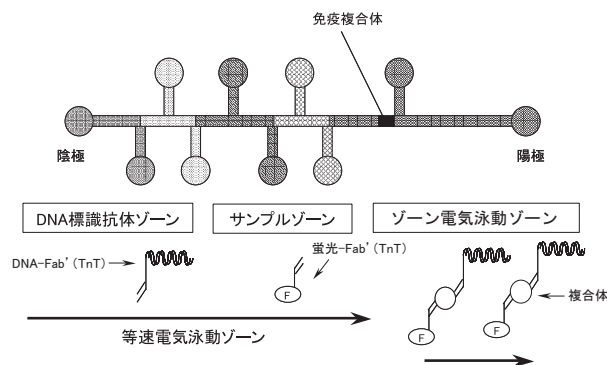 免疫複合体
陰極
陽極
DNA標識抗体ゾーン
サンプルゾーン
ゾーン電気泳動ゾーン
DNA-Fab' (TnT)
蛍光-Fab' (TnT)
F
F
F
複合体
等速電気泳動ゾーン